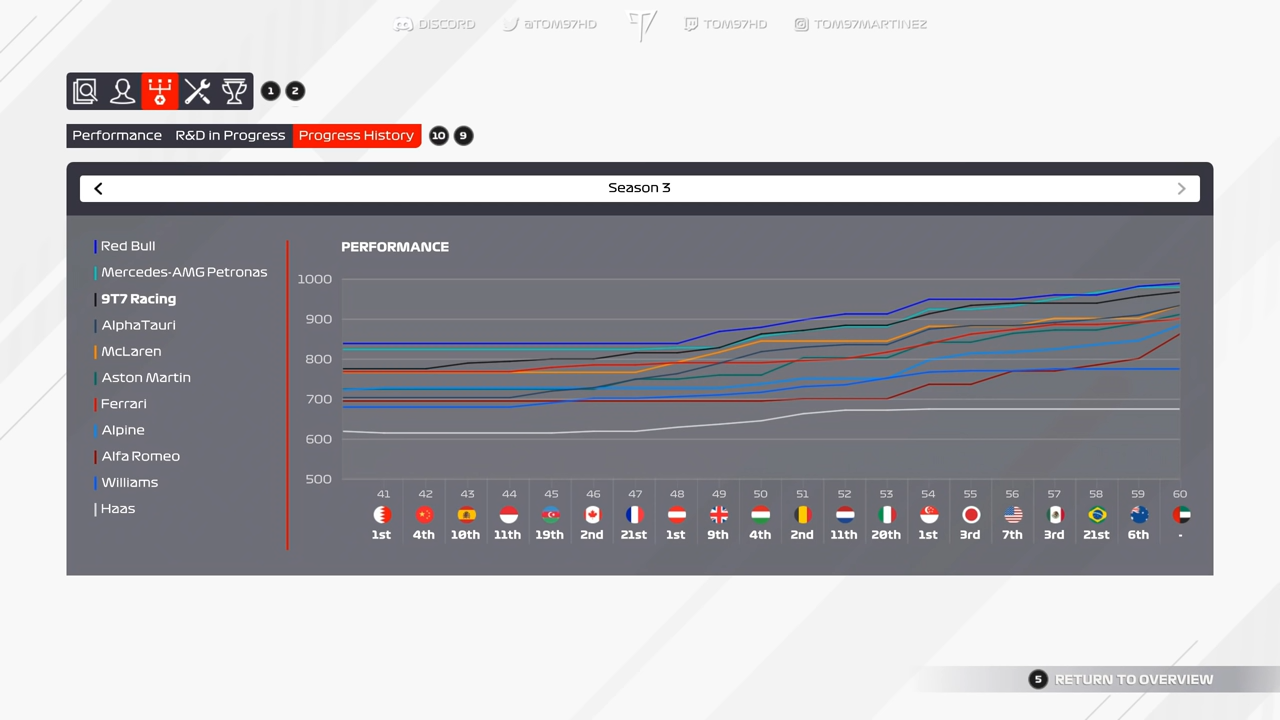 DISCORD @TOM97HD TOM97HD TOM97MARTINEZ
1 2
Performance R&D in Progress Progress History 10 9
Season 3
Red Bull
Mercedes-AMG Petronas
9T7 Racing
AlphaTauri
McLaren
Aston Martin
Ferrari
Alpine
Alfa Romeo
Williams
Haas
PERFORMANCE
1000
900
800
700
600
500
41 42 43 44 45 46 47 48 49 50 51 52 53 54 55 56 57 58 59 60
1st 4th 10th 11th 19th 2nd 21st 1st 9th 4th 2nd 11th 20th 1st 3rd 7th 3rd 21st 6th -
5 RETURN TO OVERVIEW